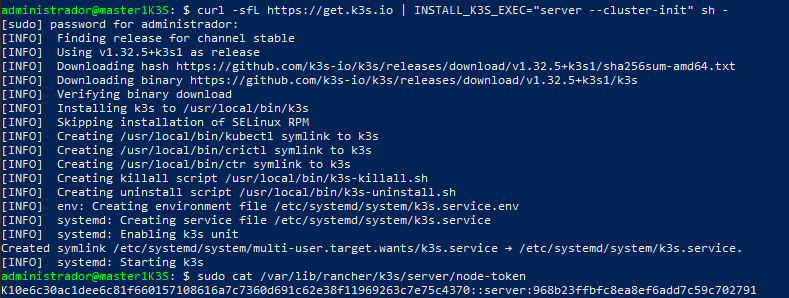 administrador@master1K3S: $ curl -sfL https://get.k3s.io | INSTALL_K3S_EXEC="server --cluster-init" sh -
[sudo] password for administrador:
[INFO]  Finding release for channel stable
[INFO]  Using v1.32.5+k3s1 as release
[INFO]  Downloading hash https://github.com/k3s-io/k3s/releases/download/v1.32.5+k3s1/sha256sum-amd64.txt
[INFO]  Downloading binary https://github.com/k3s-io/k3s/releases/download/v1.32.5+k3s1/k3s
[INFO]  Verifying binary download
[INFO]  Installing k3s to /usr/local/bin/k3s
[INFO]  Skipping installation of SELinux RPM
[INFO]  Creating /usr/local/bin/kubectl symlink to k3s
[INFO]  Creating /usr/local/bin/crictl symlink to k3s
[INFO]  Creating /usr/local/bin/ctr symlink to k3s
[INFO]  Creating killall script /usr/local/bin/k3s-killall.sh
[INFO]  Creating uninstall script /usr/local/bin/k3s-uninstall.sh
[INFO]  env: Creating environment file /etc/systemd/system/k3s.service.env
[INFO]  systemd: Creating service file /etc/systemd/system/k3s.service
[INFO]  systemd: Enabling k3s unit
Created symlink /etc/systemd/system/multi-user.target.wants/k3s.service → /etc/systemd/system/k3s.service.
[INFO]  systemd: Starting k3s
administrador@master1K3S: $ sudo cat /var/lib/rancher/k3s/server/node-token
K10e6c30ac1dee6c81f660157108616a7c7360d691c62e38f11969263c7e75c4370::server:968b23ffbfc8ea8ef6add7c59c702791